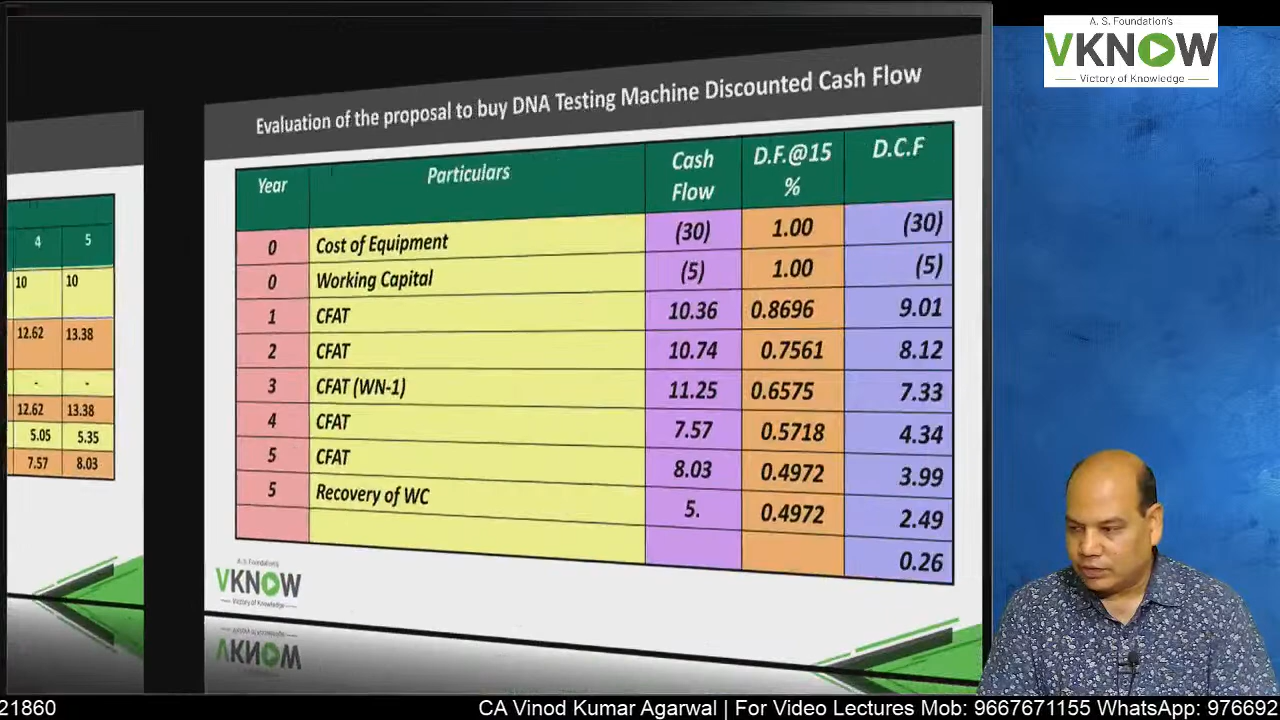 A. S. Foundation's
VKNOW
Victory of Knowledge
Evaluation of the proposal to buy DNA Testing Machine Discounted Cash Flow
Year Particulars Cash Flow D.F.@15 % D.C.F
0 Cost of Equipment (30) 1.00 (30)
0 Working Capital (5) 1.00 (5)
1 CFAT 10.36 0.8696 9.01
2 CFAT 10.74 0.7561 8.12
3 CFAT (WN-1) 11.25 0.6575 7.33
4 CFAT 7.57 0.5718 4.34
5 CFAT 8.03 0.4972 3.99
5 Recovery of WC 5. 0.4972 2.49
0.26
4 5
10 10
12.62 13.38
- -
12.62 13.38
5.05 5.35
7.57 8.03
A. S. Foundation's
VKNOW
Victory of Knowledge
21860 CA Vinod Kumar Agarwal | For Video Lectures Mob: 9667671155 WhatsApp: 976692